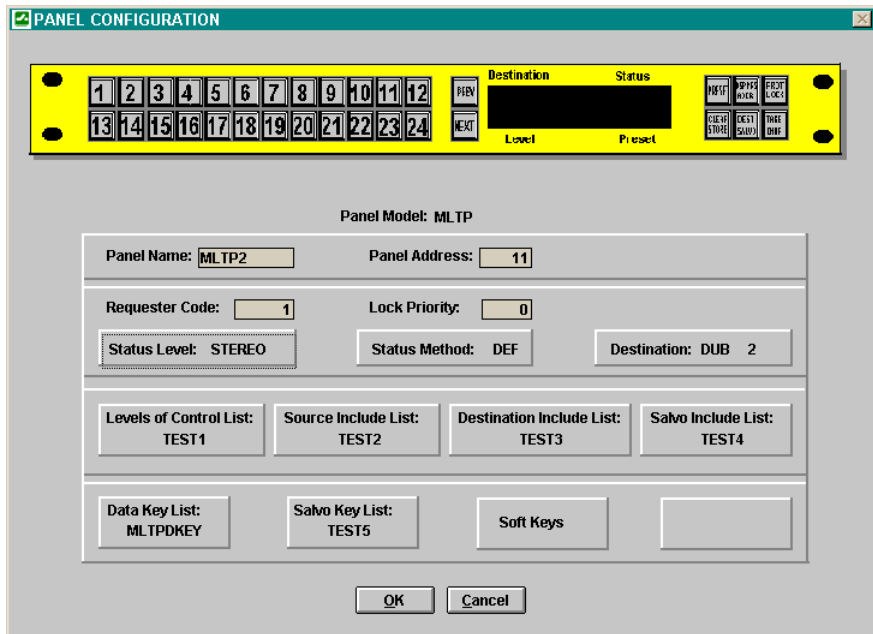 PANEL CONFIGURATION
Destination Status
1 2 3 4 5 6 7 8 9 10 11 12 PREV
13 14 15 16 17 18 19 20 21 22 23 24 NEXT
CLEAR STORE DEST SALVO TAKE CHOP
Level Preset
Panel Model: MLTP
Panel Name: MLTP2 Panel Address: 11
Requester Code: 1 Lock Priority: 0
Status Level: STEREO Status Method: DEF Destination: DUB 2
Levels of Control List: Source Include List: Destination Include List: Salvo Include List:
TEST1 TEST2 TEST3 TEST4
Data Key List: Salvo Key List: Soft Keys
MLTPDKEY TEST5
OK Cancel